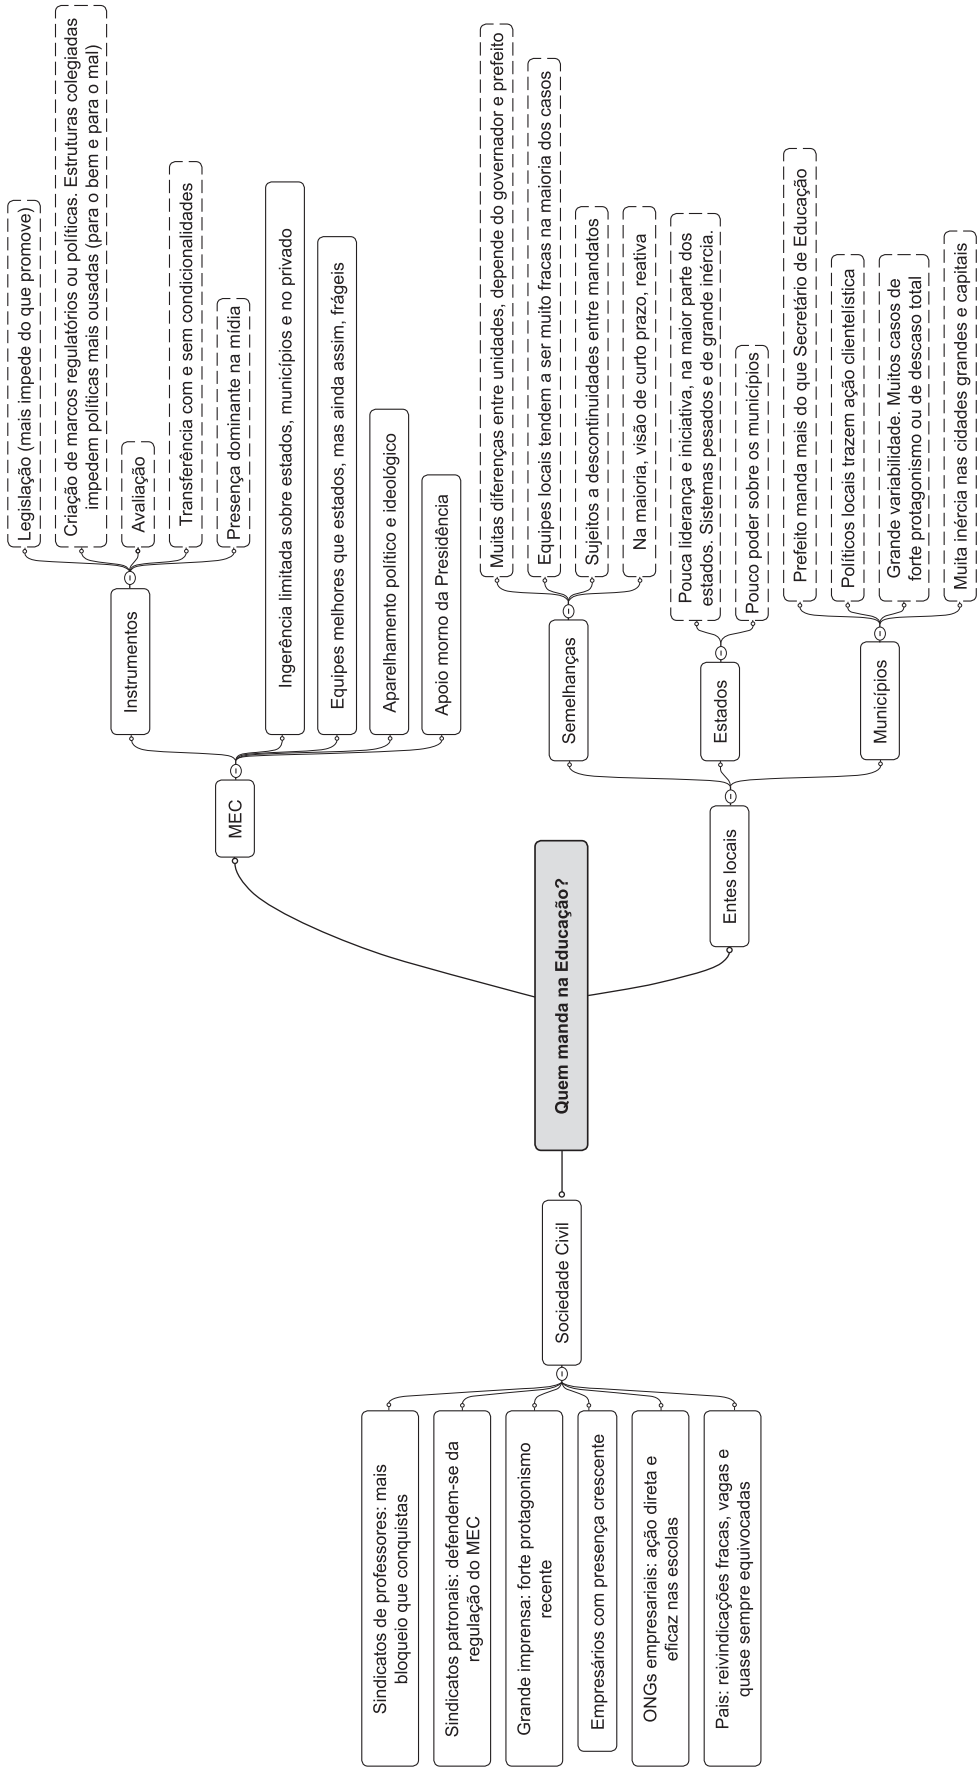 Quem manda na Educação?
MEC
Instrumentos
Legislação (mais impede do que promove)
Criação de marcos regulatórios ou políticas. Estruturas colegiadas
impedem políticas mais ousadas (para o bem e para o mal)
Avaliação
Transferência com e sem condicionalidades
Presença dominante na mídia
Ingerência limitada sobre estados, municípios e no privado
Equipes melhores que estados, mas ainda assim, frágeis
Aparelhamento político e ideológico
Apoio morno da Presidência
Entes locais
Semelhanças
Muitas diferenças entre unidades, depende do governador e prefeito
Equipes locais tendem a ser muito fracas na maioria dos casos
Sujeitos a descontinuidades entre mandatos
Na maioria, visão de curto prazo, reativa
Estados
Pouca liderança e iniciativa, na maior parte dos
estados. Sistemas pesados e de grande inércia.
Pouco poder sobre os municípios
Municípios
Prefeito manda mais do que Secretário de Educação
Políticos locais trazem ação clientelística
Grande variabilidade. Muitos casos de
forte protagonismo ou de descaso total
Muita inércia nas cidades grandes e capitais
Sociedade Civil
Sindicatos de professores: mais
bloqueio que conquistas
Sindicatos patronais: defendem-se da
regulação do MEC
Grande imprensa: forte protagonismo
recente
Empresários com presença crescente
ONGs empresariais: ação direta e
eficaz nas escolas
Pais: reivindicações fracas, vagas e
quase sempre equivocadas